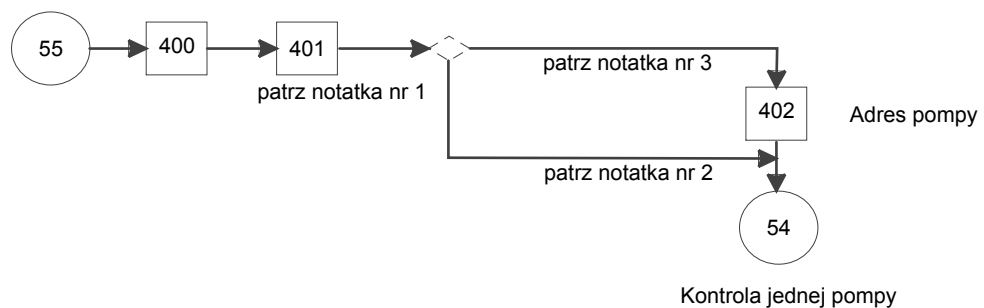 55
400
401
patrz notatka nr 1
patrz notatka nr 3
402
Adres pompy
patrz notatka nr 2
54
Kontrola jednej pompy